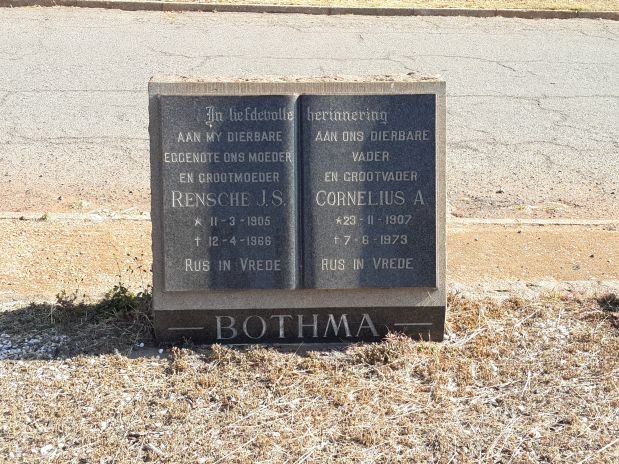 In liefdevolle herinnering
AAN MY DIERBARE
EGGENOTE ONS MOEDER
EN GROOTMOEDER
RENSCHE J.S.
* 11-3-1905
† 12-4-1966
RUS IN VREDE
AAN ONS DIERBARE
VADER
EN GROOTVADER
CORNELIUS A
*23-11-1907
†7-6-1973
RUS IN VREDE
— BOTHMA —